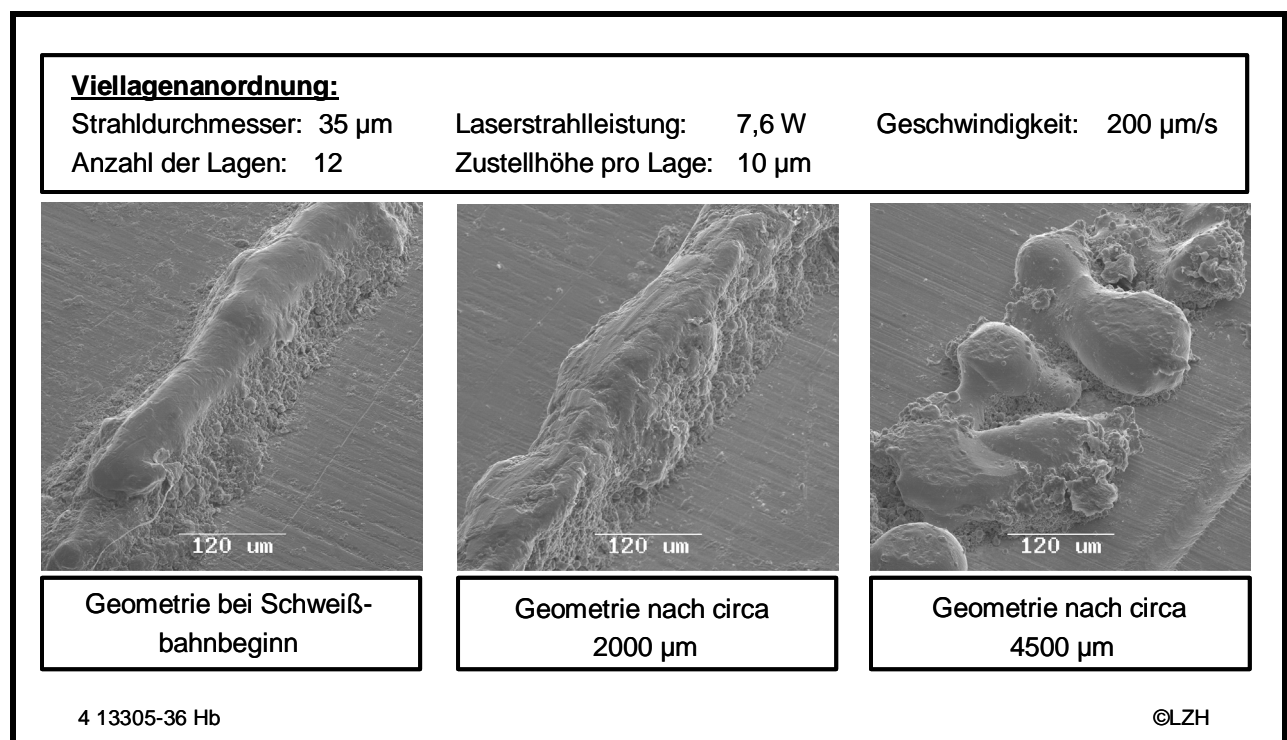 Viellagenanordnung:
Strahldurchmesser: 35 µm Laserstrahlleistung: 7,6 W Geschwindigkeit: 200 µm/s
Anzahl der Lagen: 12 Zustellhöhe pro Lage: 10 µm
120 um
120 um
120 um
Geometrie bei Schweiß-
bahnbeginn
Geometrie nach circa
2000 µm
Geometrie nach circa
4500 µm
4 13305-36 Hb
©LZH